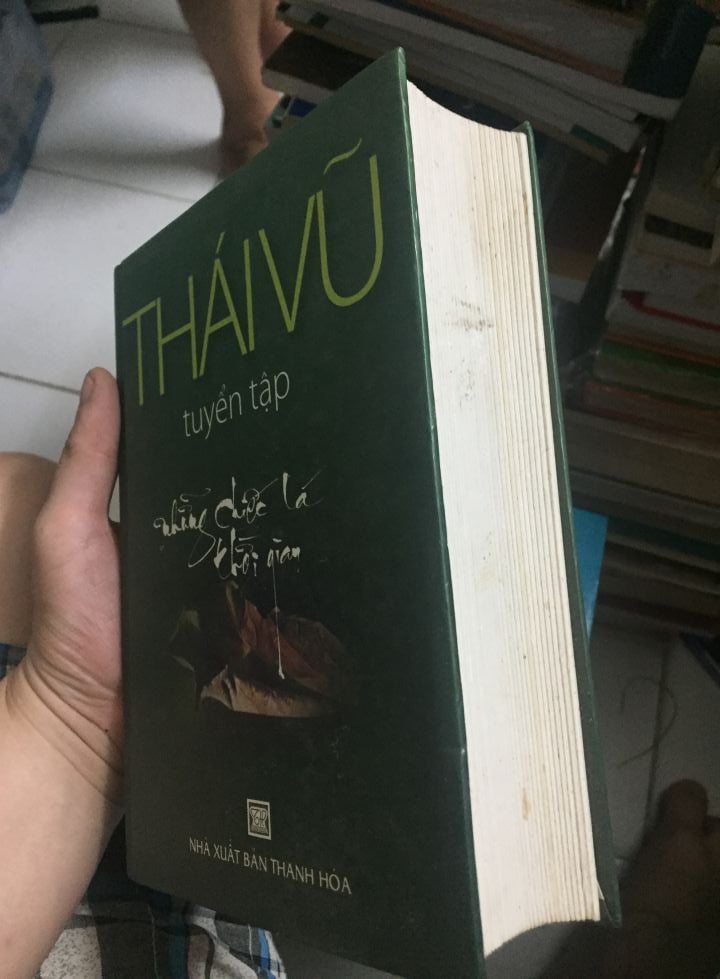 THÁI VŨ
tuyển tập
những chiếc lá
thời gian
NHÀ XUẤT BẢN THANH HÓA